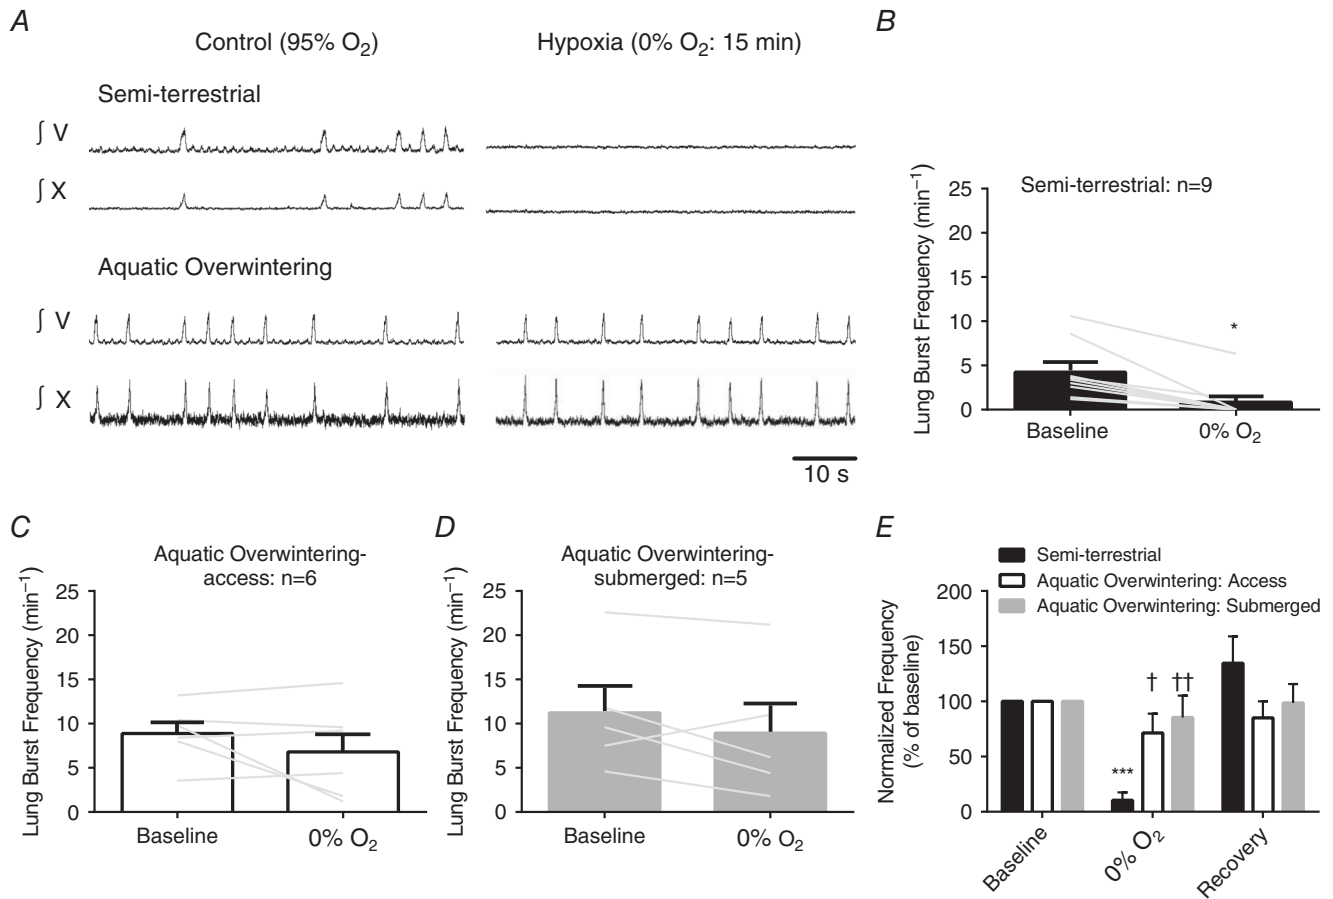 A
Control (95% O2)
Hypoxia (0% O2: 15 min)
Semi-terrestrial
∫ V
∫ X
Aquatic Overwintering
∫ V
∫ X
10 s
B
Semi-terrestrial: n=9
Lung Burst Frequency (min−1)
25
20
15
10
5
0
*
Baseline
0% O2
C
Aquatic Overwintering-
access: n=6
Lung Burst Frequency (min−1)
25
20
15
10
5
0
Baseline
0% O2
D
Aquatic Overwintering-
submerged: n=5
Lung Burst Frequency (min−1)
25
20
15
10
5
0
Baseline
0% O2
E
Semi-terrestrial
Aquatic Overwintering: Access
Aquatic Overwintering: Submerged
Normalized Frequency
(% of baseline)
200
150
100
50
0
***
†
††
Baseline
0% O2
Recovery